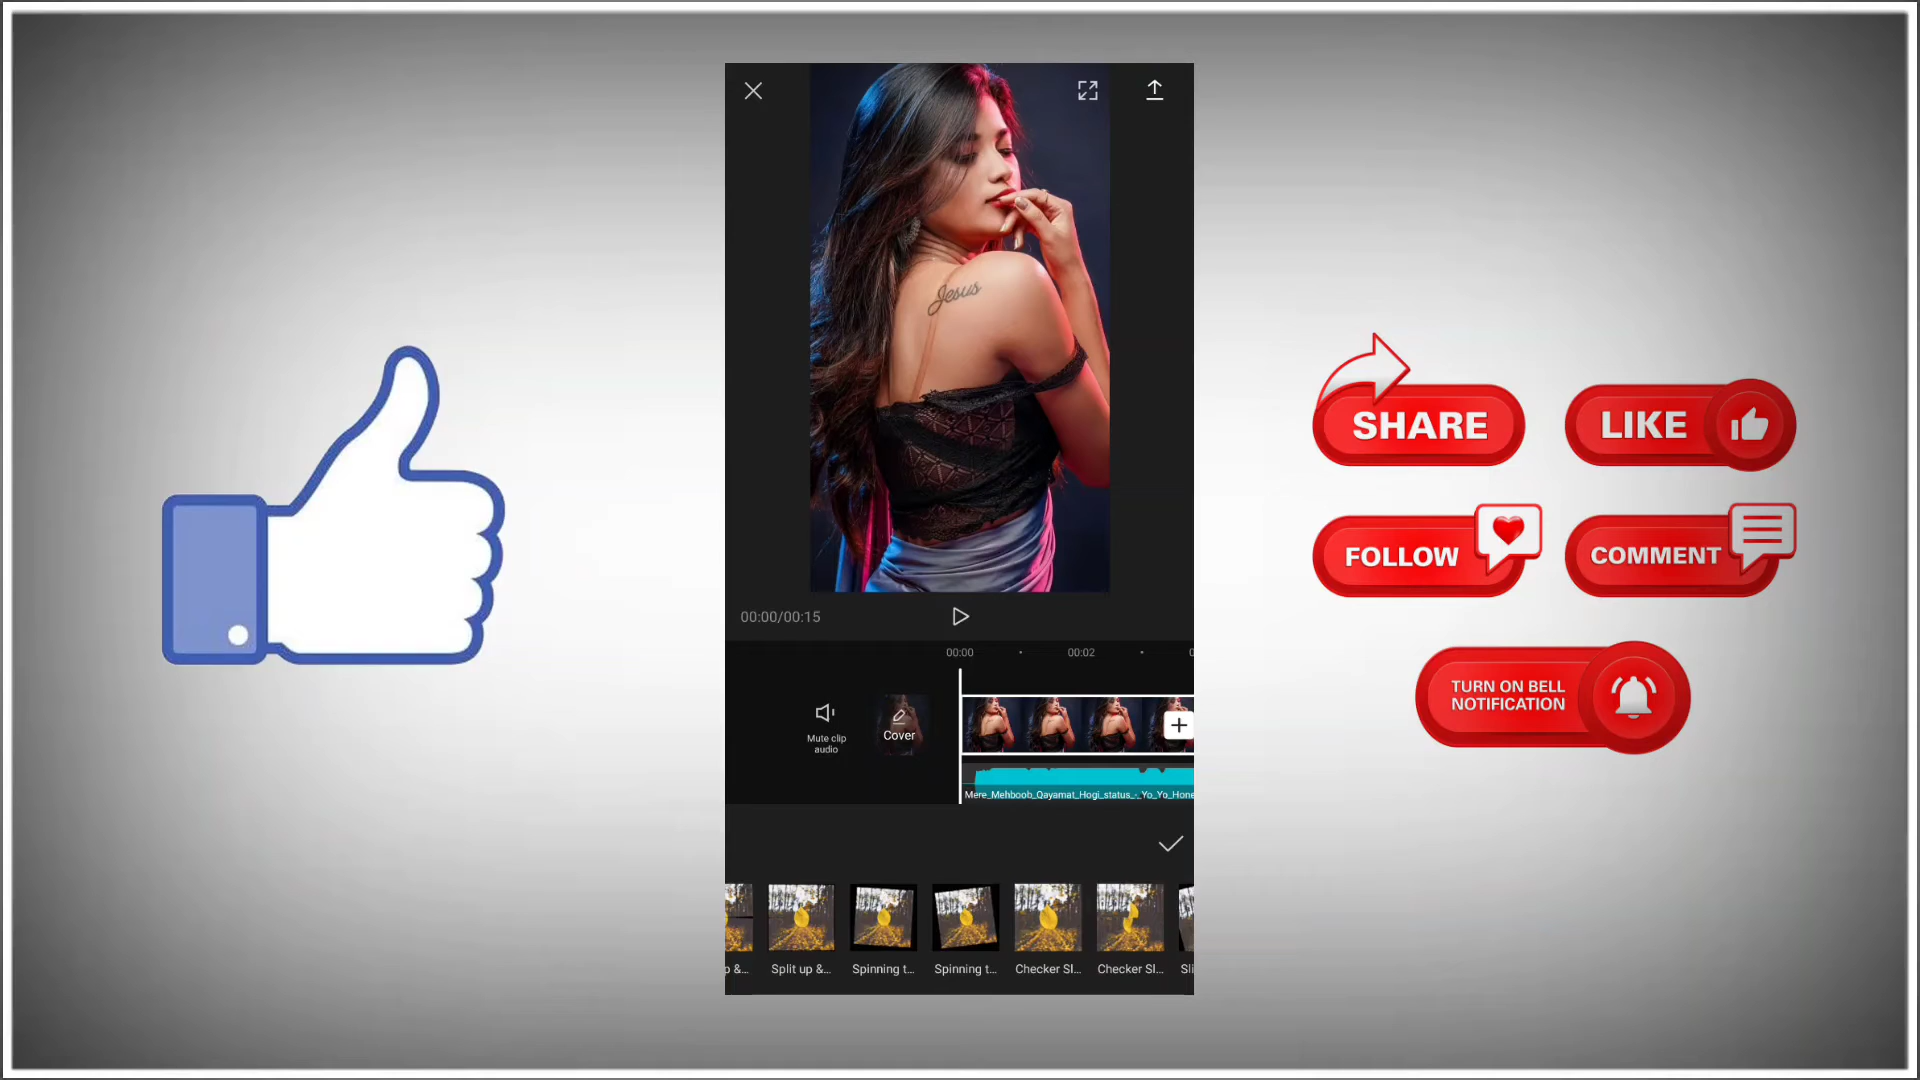 Jesus
00:00/00:15
00:00
00:02
Mute clip
audio
Cover
Mere_Mehboob_Qayamat_Hogi_status_-_Yo_Yo_Hone
Split up &...
Spinning t...
Spinning t...
Checker Sl...
Checker Sl...
SHARE
LIKE
FOLLOW
COMMENT
TURN ON BELL
NOTIFICATION